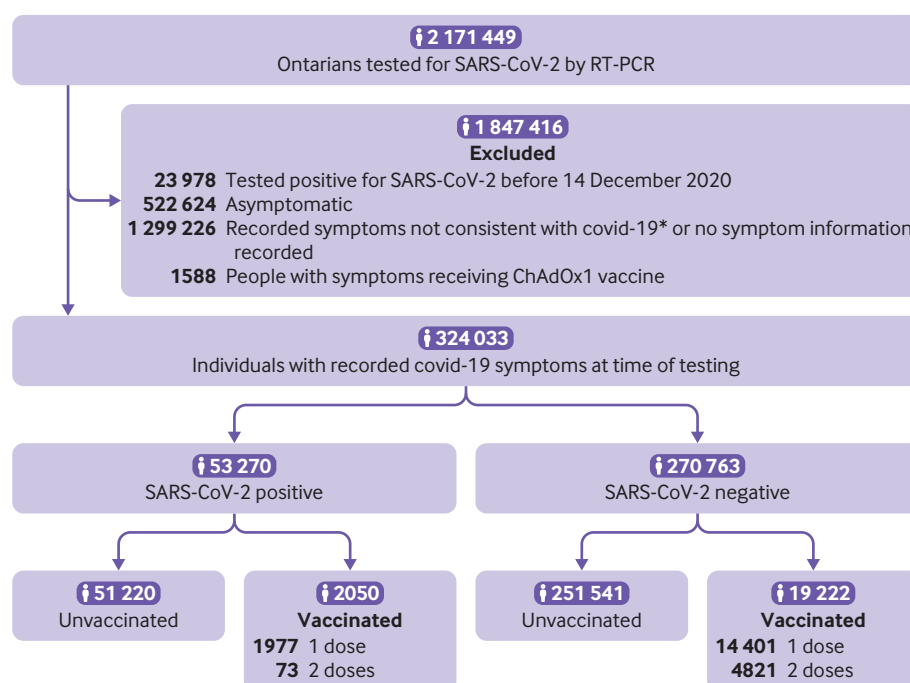 2 171 449
Ontarians tested for SARS-CoV-2 by RT-PCR
1 847 416
Excluded
23 978 Tested positive for SARS-CoV-2 before 14 December 2020
522 624 Asymptomatic
1 299 226 Recorded symptoms not consistent with covid-19* or no symptom information
recorded
1588 People with symptoms receiving ChAdOx1 vaccine
324 033
Individuals with recorded covid-19 symptoms at time of testing
53 270
SARS-CoV-2 positive
270 763
SARS-CoV-2 negative
51 220
Unvaccinated
2050
Vaccinated
1977 1 dose
73 2 doses
251 541
Unvaccinated
19 222
Vaccinated
14 401 1 dose
4821 2 doses